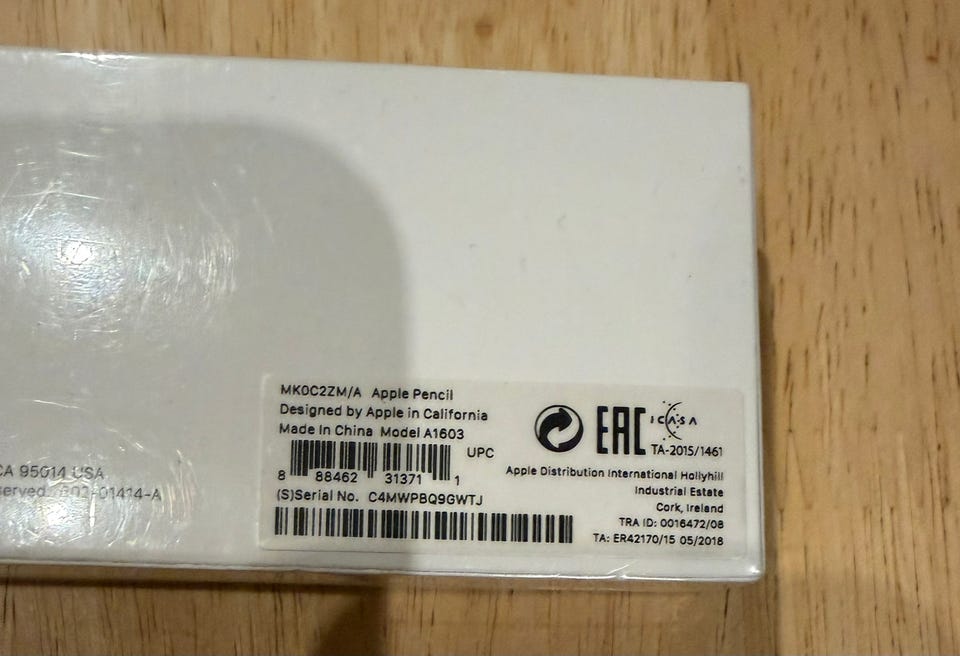 MK0C2ZM/A Apple Pencil
Designed by Apple in California
Made In China Model A1603
UPC
8 88462 31371 1
(S)Serial No. C4MWPBQ9GWTJ
EAC
ICASA
TA-2015/1461
Apple Distribution International Hollyhill
Industrial Estate
Cork, Ireland
TRA ID: 0016472/08
TA: ER42170/15 05/2018
CA 95014 USA
-01414-A